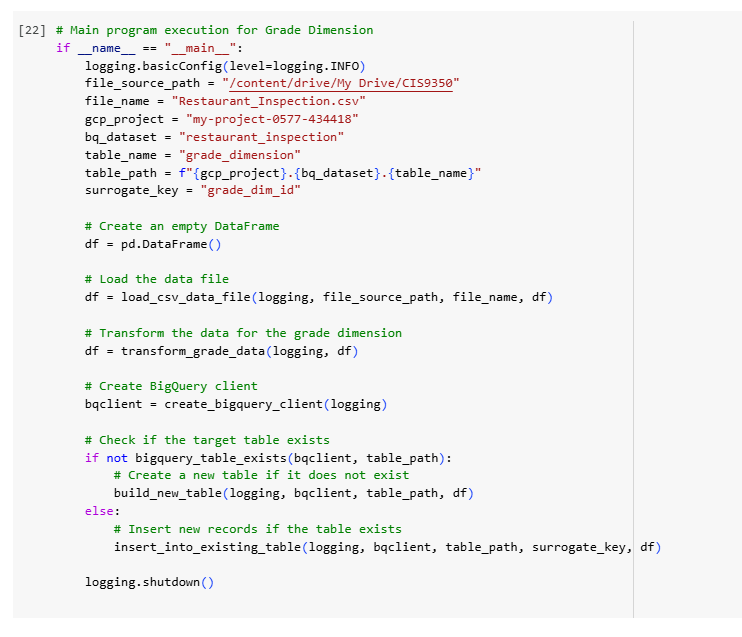 [22] # Main program execution for Grade Dimension
if __name__ == "__main__":
    logging.basicConfig(level=logging.INFO)
    file_source_path = "/content/drive/My Drive/CIS9350"
    file_name = "Restaurant_Inspection.csv"
    gcp_project = "my-project-0577-434418"
    bq_dataset = "restaurant_inspection"
    table_name = "grade_dimension"
    table_path = f"{gcp_project}.{bq_dataset}.{table_name}"
    surrogate_key = "grade_dim_id"

    # Create an empty DataFrame
    df = pd.DataFrame()

    # Load the data file
    df = load_csv_data_file(logging, file_source_path, file_name, df)

    # Transform the data for the grade dimension
    df = transform_grade_data(logging, df)

    # Create BigQuery client
    bqclient = create_bigquery_client(logging)

    # Check if the target table exists
    if not bigquery_table_exists(bqclient, table_path):
        # Create a new table if it does not exist
        build_new_table(logging, bqclient, table_path, df)
    else:
        # Insert new records if the table exists
        insert_into_existing_table(logging, bqclient, table_path, surrogate_key, df)

    logging.shutdown()